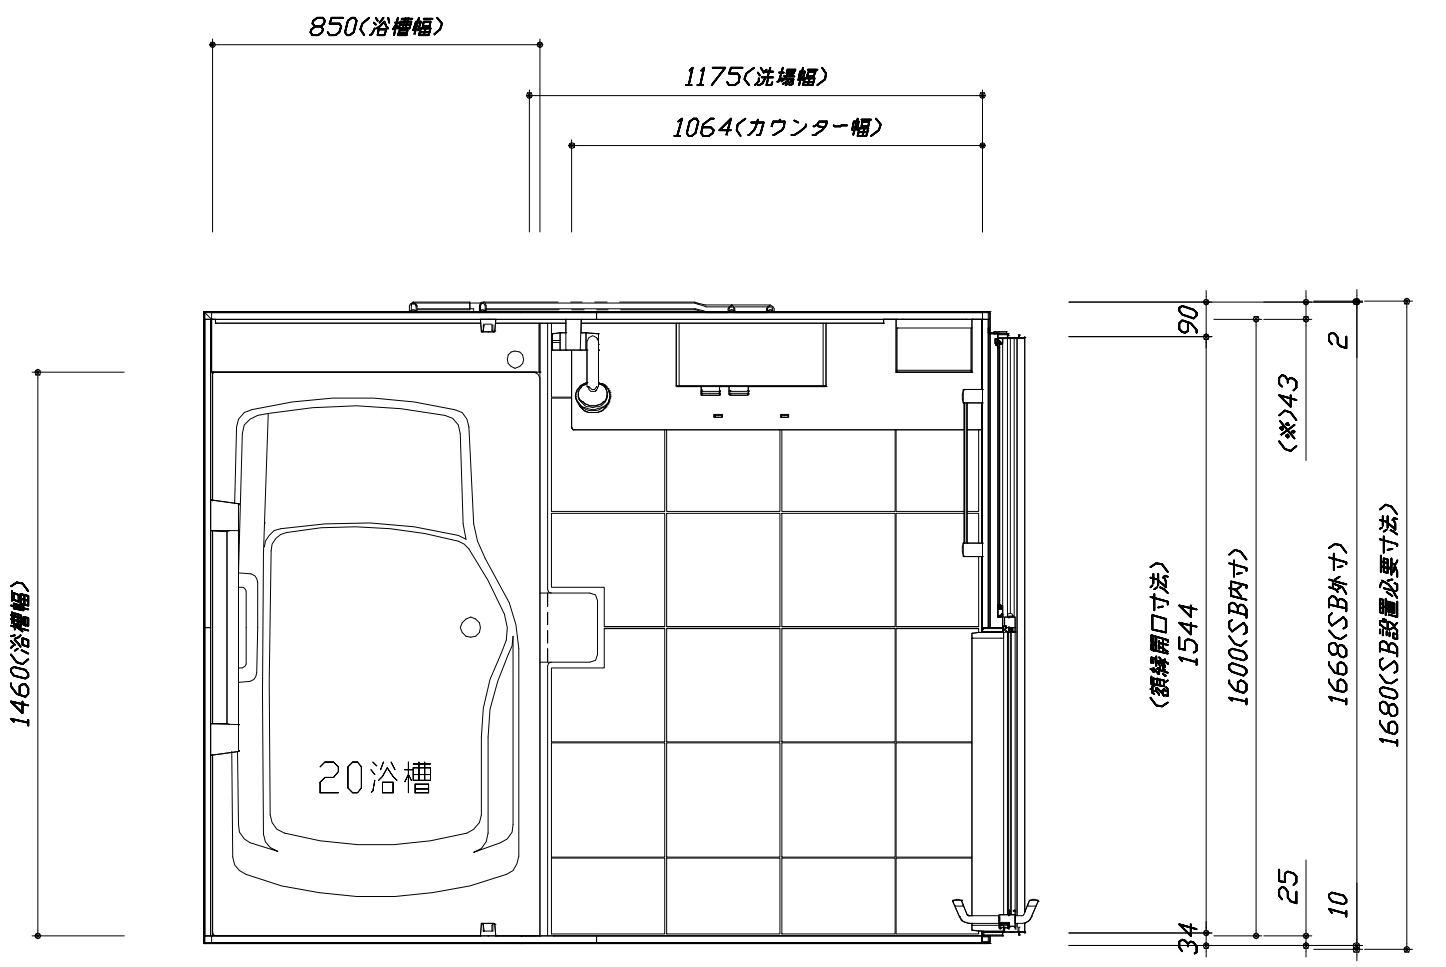 850(浴槽幅)
1175(洗場幅)
1064(カウンター幅)
90
2
(※)43
1460(浴槽幅)
(額縁開口寸法)
1544
1600(SB内寸)
1668(SB外寸)
1680(SB設置必要寸法)
20浴槽
25
10
34